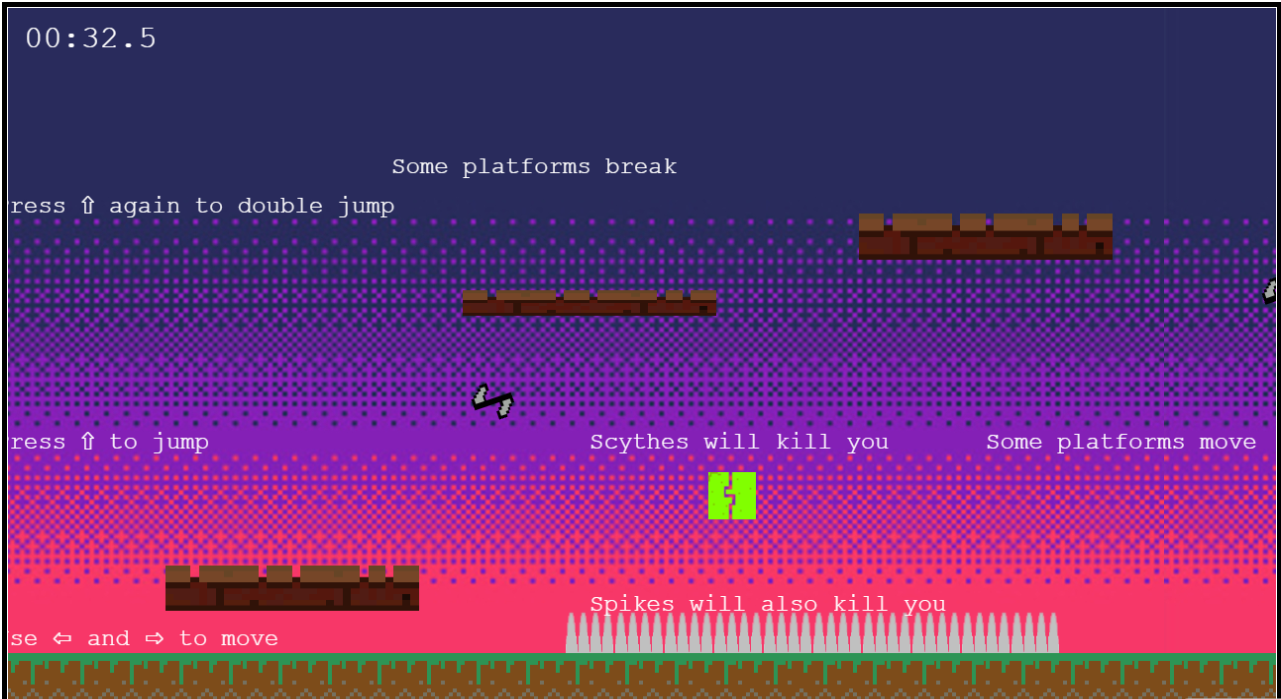 00:32.5
Some platforms break
ress ⇧ again to double jump
ress ⇧ to jump
Scythes will kill you
Some platforms move
Spikes will also kill you
se ⇦ and ⇨ to move